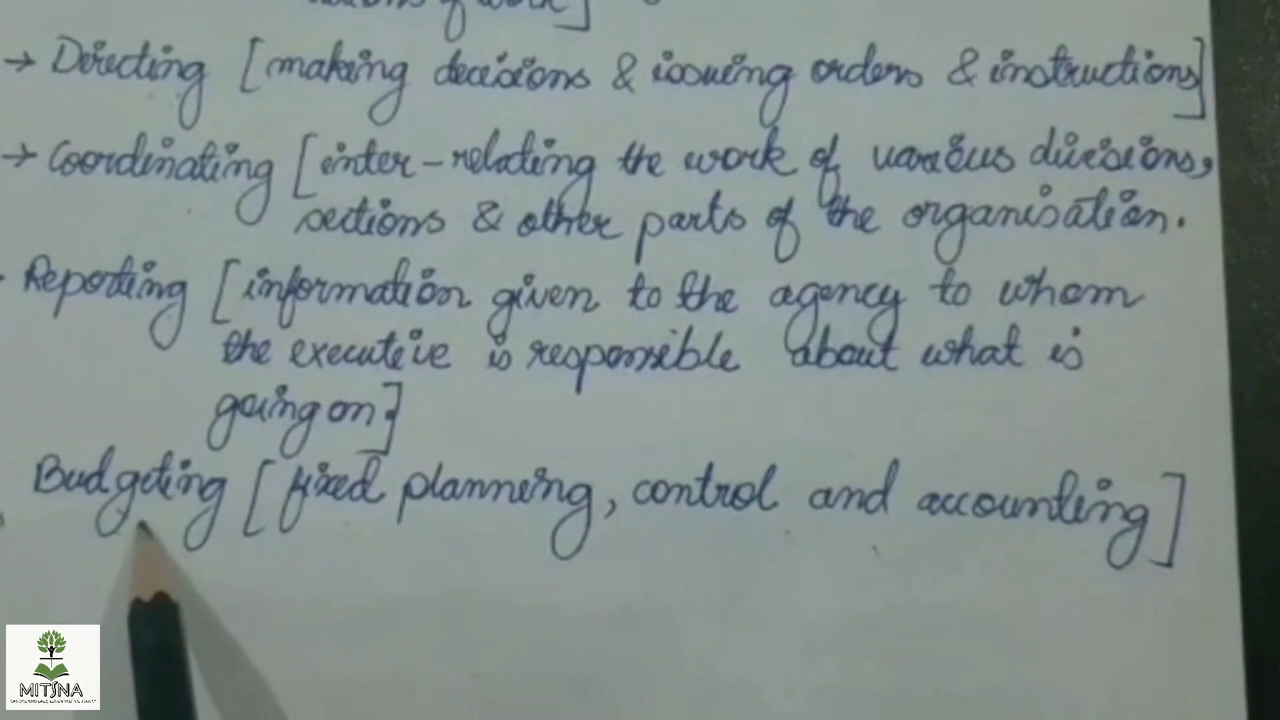 of work]
→ Directing [making decisions & issuing orders & instructions]
→ Coordinating [inter-relating the work of various divisions,
sections & other parts of the organisation.
Reporting [information given to the agency to whom
the executive is responsible about what is
going on.]
Budgeting [fixed planning, control and accounting]
MITSNA